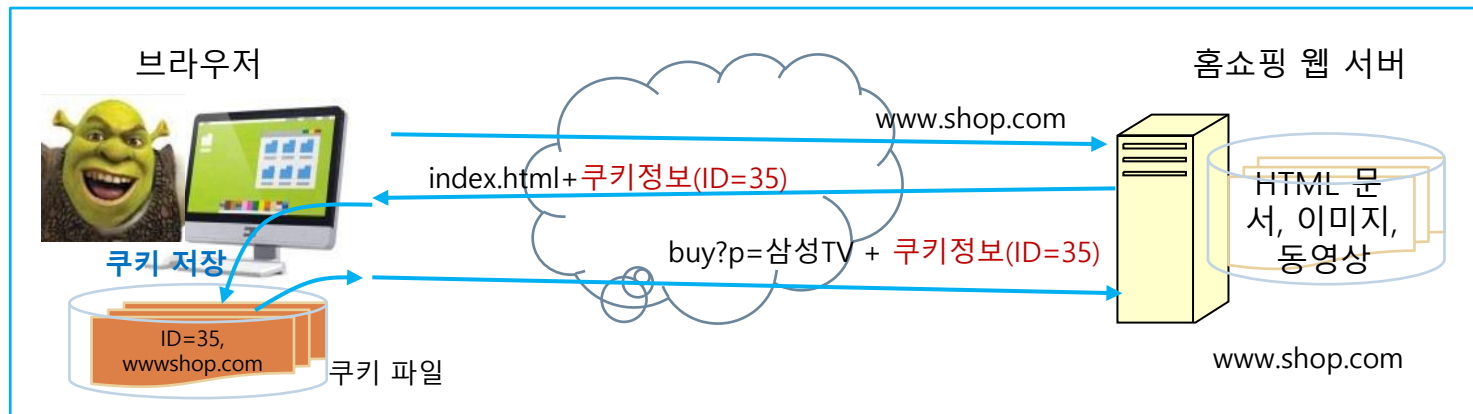 브라우저
홈쇼핑 웹 서버
www.shop.com
index.html+쿠키정보(ID=35)
buy?p=삼성TV + 쿠키정보(ID=35)
HTML 문
서, 이미지,
동영상
쿠키 저장
ID=35,
wwwshop.com
쿠키 파일
www.shop.com